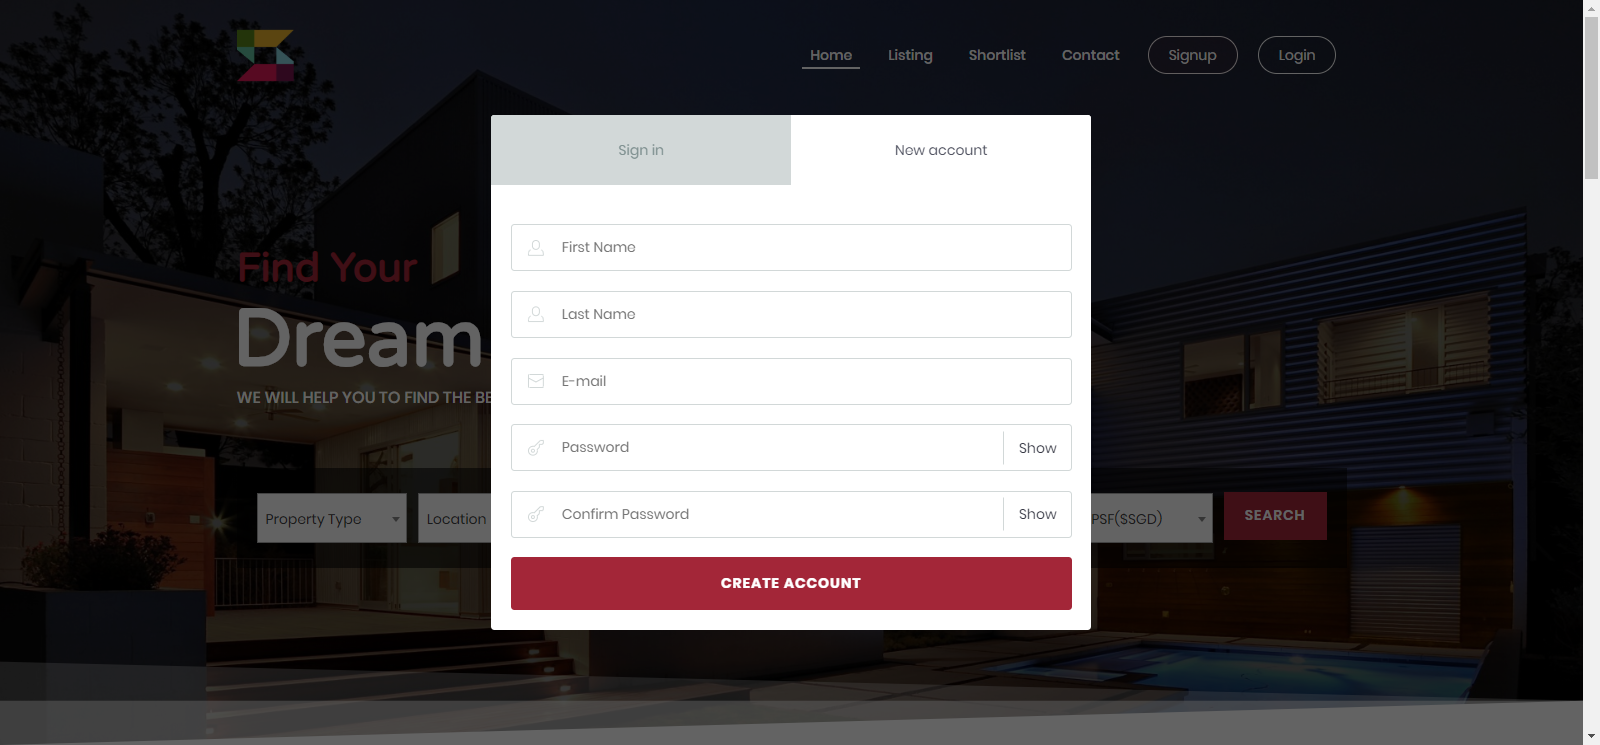 Home Listing Shortlist Contact Signup Login
Sign in New account
First Name
Last Name
E-mail
Password Show
Confirm Password Show
CREATE ACCOUNT
Find Your
Dream
WE WILL HELP YOU TO FIND THE BE
Property Type Location PSF($SGD) SEARCH